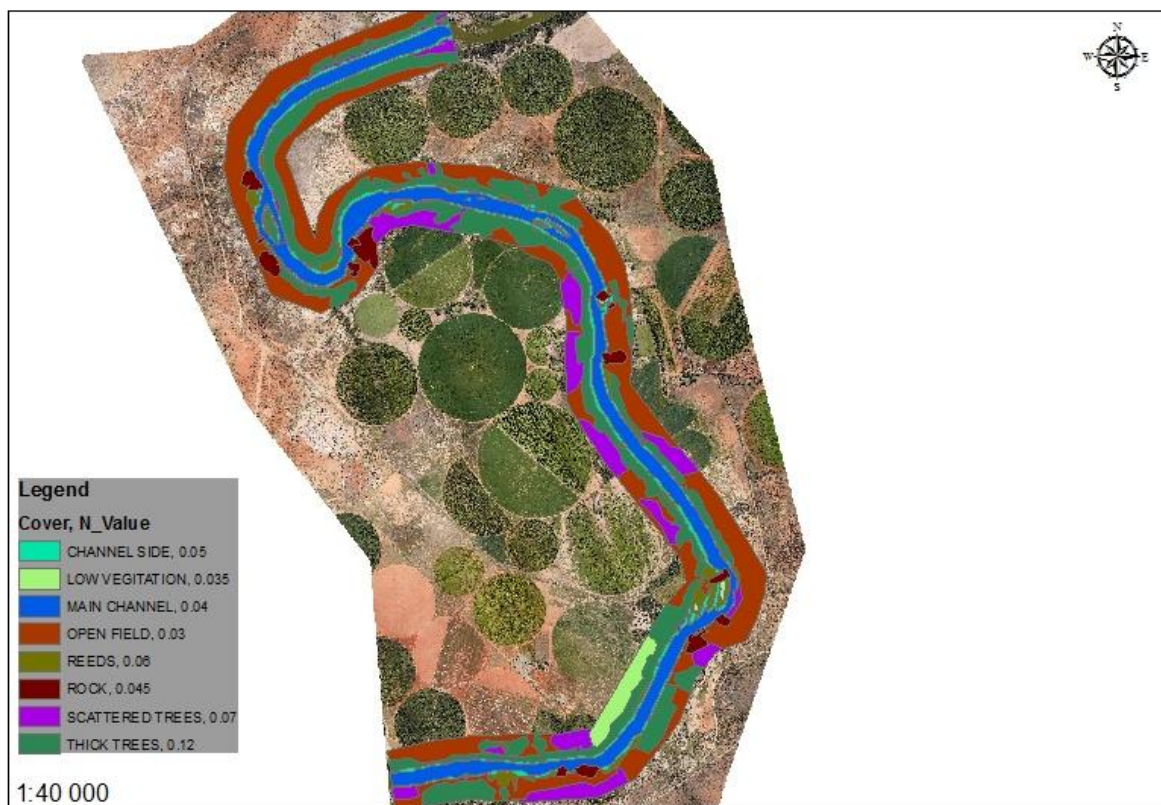 N
W E
S
Legend
Cover, N_Value
CHANNEL SIDE, 0.05
LOW VEGITATION, 0.035
MAIN CHANNEL, 0.04
OPEN FIELD, 0.03
REEDS, 0.06
ROCK, 0.045
SCATTERED TREES, 0.07
THICK TREES, 0.12
1:40 000